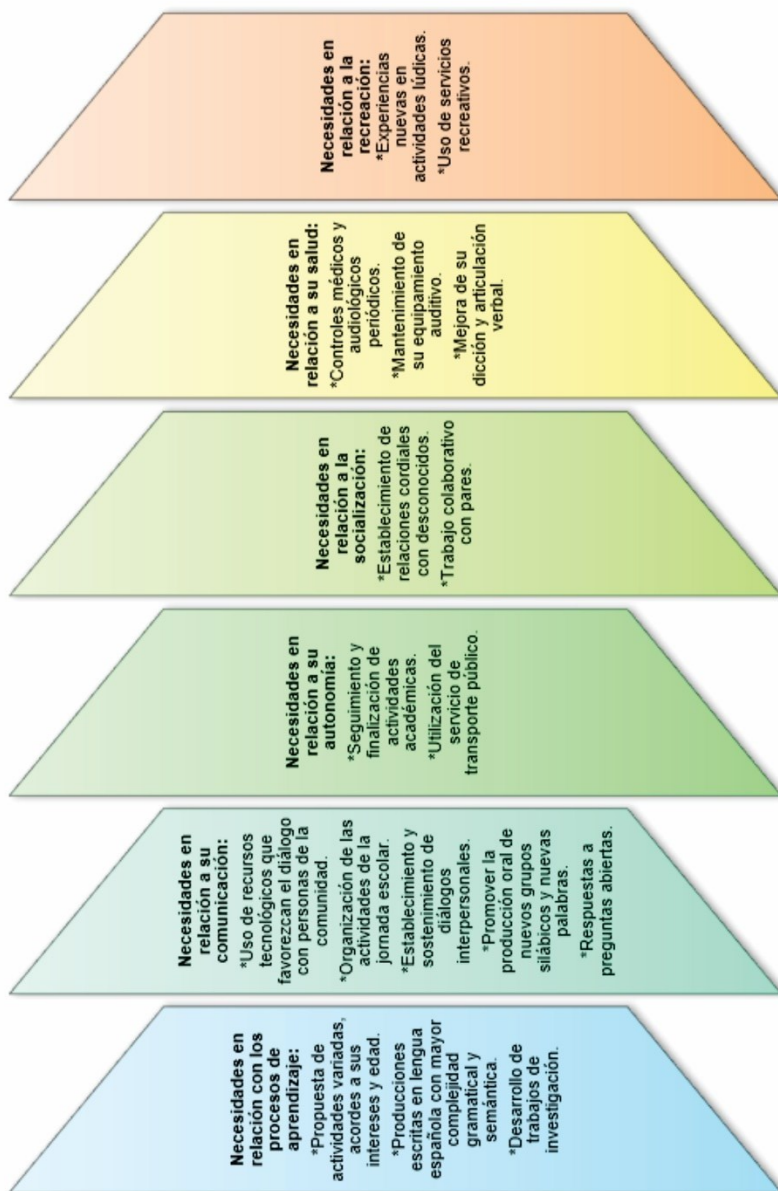 Necesidades en
relación con los
procesos de
aprendizaje:
*Propuesta de
actividades variadas,
acordes a sus
intereses y edad.
*Producciones
escritas en lengua
española con mayor
complejidad
gramatical y
semántica.
*Desarrollo de
trabajos de
investigación.
Necesidades en
relación a su
comunicación:
*Uso de recursos
tecnológicos que
favorezcan el diálogo
con personas de la
comunidad.
*Organización de las
actividades de la
jornada escolar.
*Establecimiento y
sostenimiento de
diálogos
interpersonales.
*Promover la
producción oral de
nuevos grupos
silábicos y nuevas
palabras.
*Respuestas a
preguntas abiertas.
Necesidades en
relación a su
autonomía:
*Seguimiento y
finalización de
actividades
académicas.
*Utilización del
servicio de
transporte público.
Necesidades en
relación a la
socialización:
*Establecimiento de
relaciones cordiales
con desconocidos.
*Trabajo colaborativo
con pares.
Necesidades en
relación a su salud:
*Controles médicos y
audiológicos
periódicos.
*Mantenimiento de
su equipamiento
auditivo.
*Mejora de su
dicción y articulación
verbal.
Necesidades en
relación a la
recreación:
*Experiencias
nuevas en
actividades lúdicas.
*Uso de servicios
recreativos.